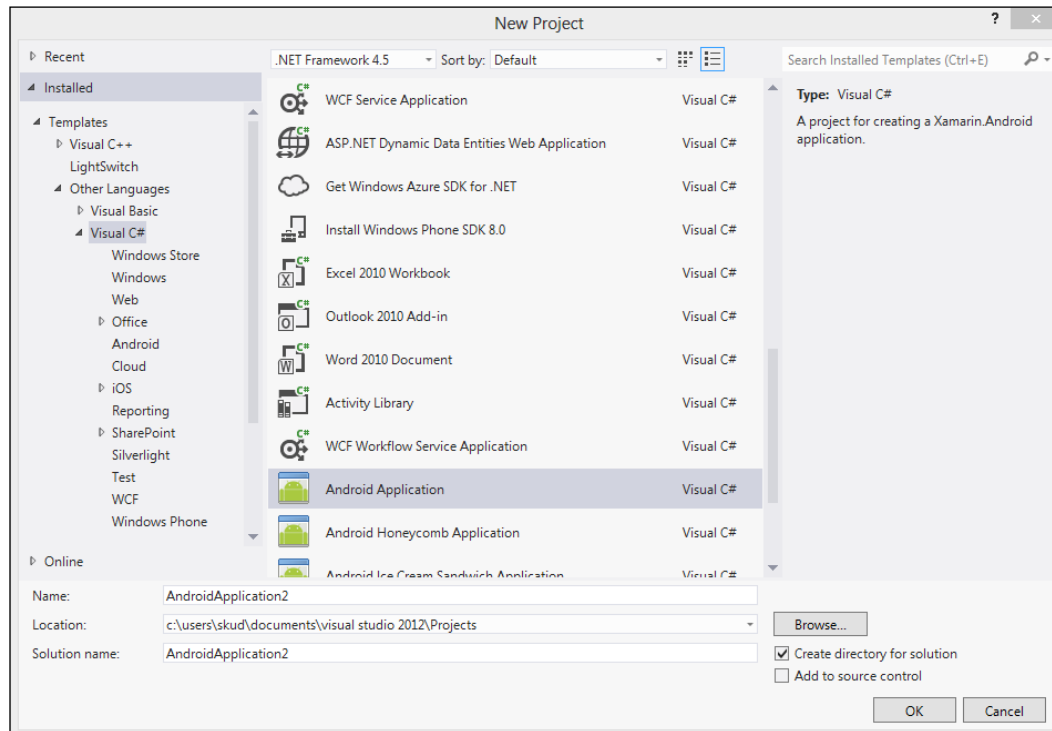 New Project
?
Recent
.NET Framework 4.5
Sort by: Default
Search Installed Templates (Ctrl+E)
Installed
Templates
Visual C++
LightSwitch
Other Languages
Visual Basic
Visual C#
Windows Store
Windows
Web
Office
Android
Cloud
iOS
Reporting
SharePoint
Silverlight
Test
WCF
Windows Phone
Online
C# WCF Service Application Visual C#
C# ASP.NET Dynamic Data Entities Web Application Visual C#
Get Windows Azure SDK for .NET Visual C#
Install Windows Phone SDK 8.0 Visual C#
C# X Excel 2010 Workbook Visual C#
C# O Outlook 2010 Add-in Visual C#
C# W Word 2010 Document Visual C#
C# Activity Library Visual C#
C# WCF Workflow Service Application Visual C#
Android Application Visual C#
Android Honeycomb Application Visual C#
Android Ice Cream Sandwich Application Visual C#
Type: Visual C#
A project for creating a Xamarin.Android
application.
Name: AndroidApplication2
Location: c:\users\skud\documents\visual studio 2012\Projects
Browse...
Solution name: AndroidApplication2
Create directory for solution
Add to source control
OK
Cancel